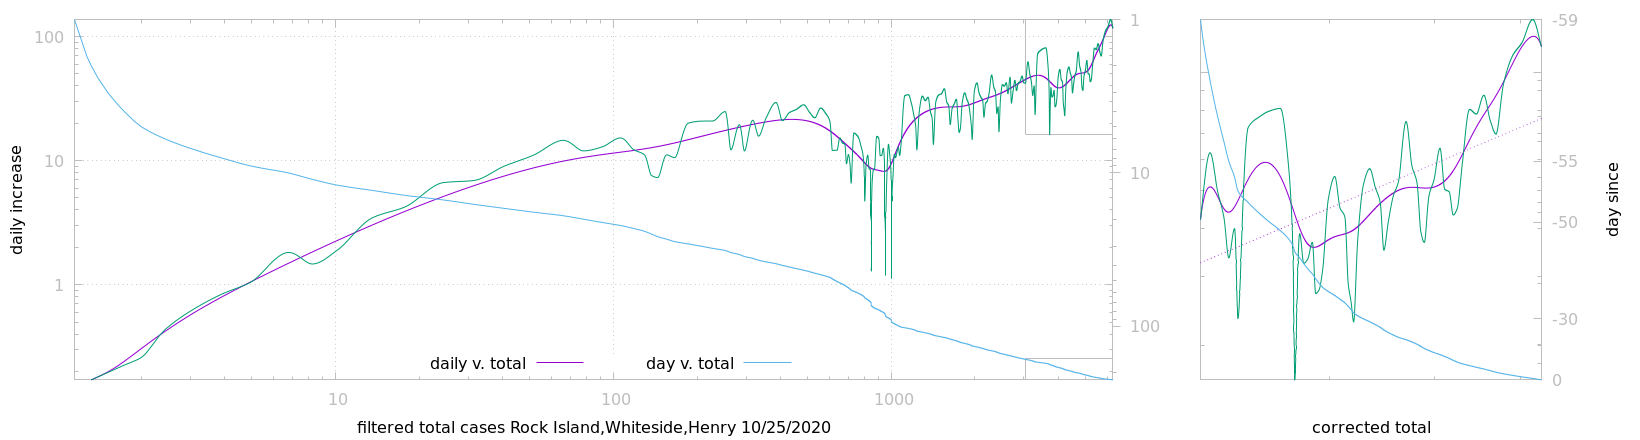 100
10
1
daily increase
1
10
100
daily v. total
day v. total
10
100
1000
filtered total cases Rock Island,Whiteside,Henry 10/25/2020
-59
-55
-50
-30
0
day since
corrected total